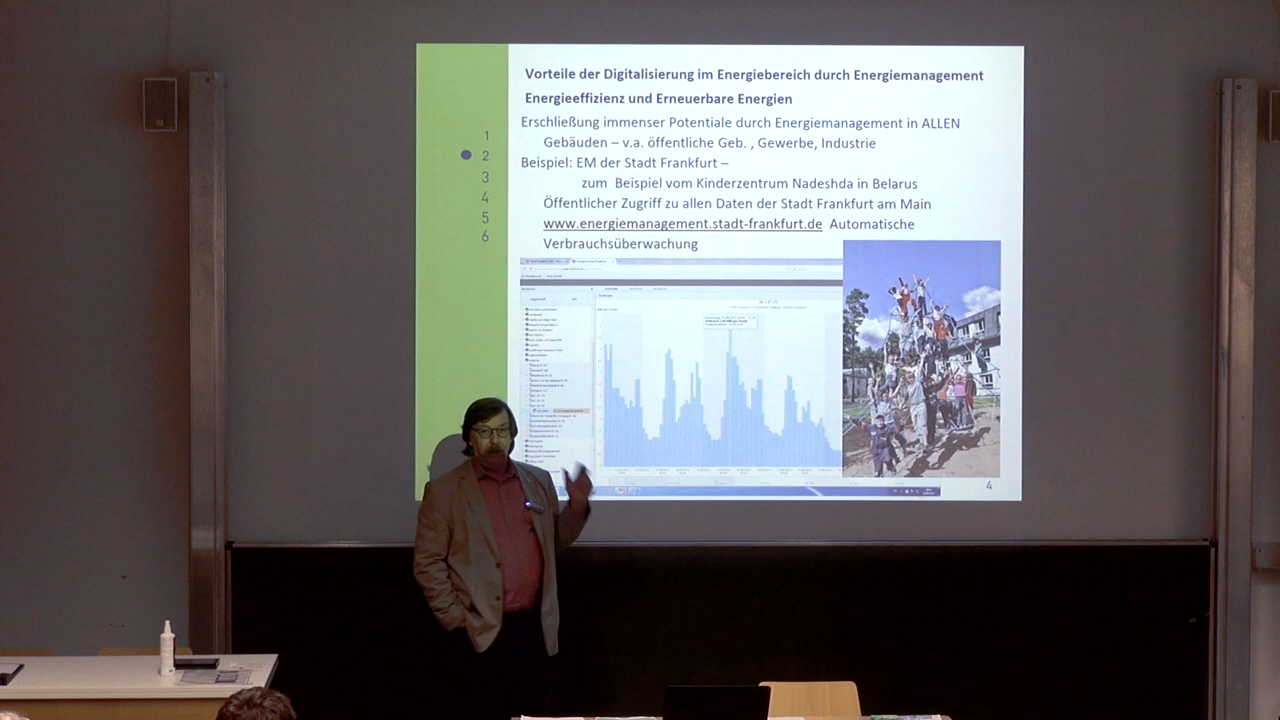 Vorteile der Digitalisierung im Energiebereich durch Energiemanagement
Energieeffizienz und Erneuerbare Energien
Erschließung immenser Potentiale durch Energiemanagement in ALLEN
Gebäuden – v.a. öffentliche Geb. , Gewerbe, Industrie
Beispiel: EM der Stadt Frankfurt –
zum Beispiel vom Kinderzentrum Nadeshda in Belarus
Öffentlicher Zugriff zu allen Daten der Stadt Frankfurt am Main
www.energiemanagement.stadt-frankfurt.de Automatische
Verbrauchsüberwachung
1
2
3
4
5
6
4